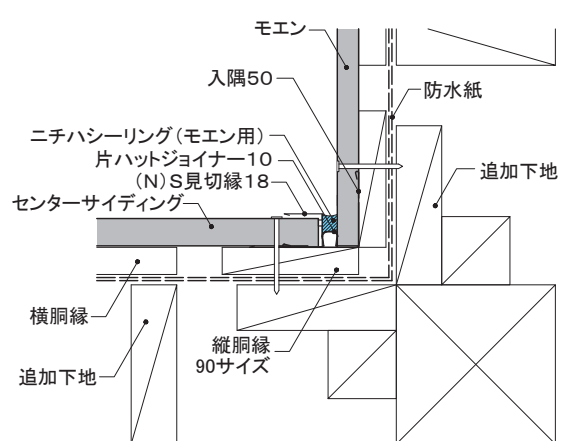 モエン
入隅50
防水紙
ニチハシーリング（モエン用）
片ハットジョイナー10
（N）S見切縁18
センターサイディング
追加下地
横胴縁
縦胴縁
90サイズ
追加下地